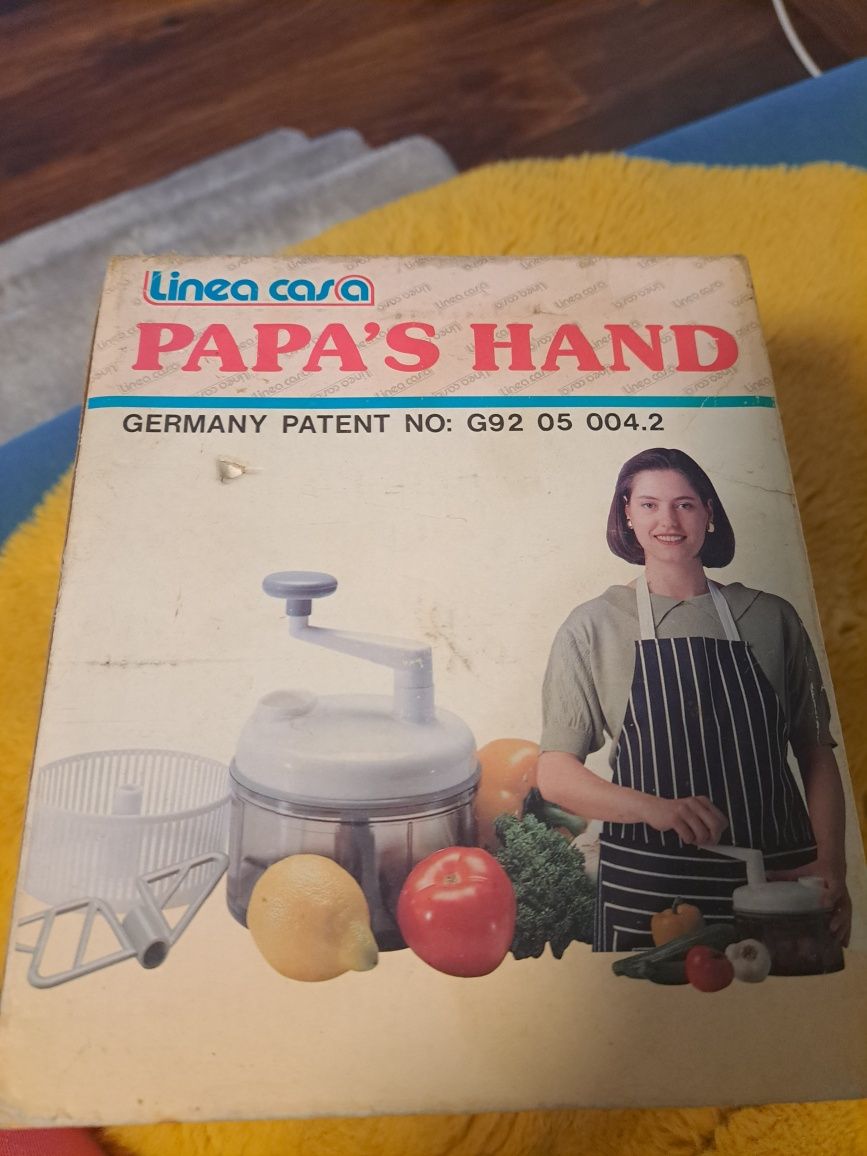 Linea casa
PAPA'S HAND
GERMANY PATENT NO: G92 05 004.2